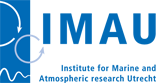 IMAU
Institute for Marine and
Atmospheric research Utrecht